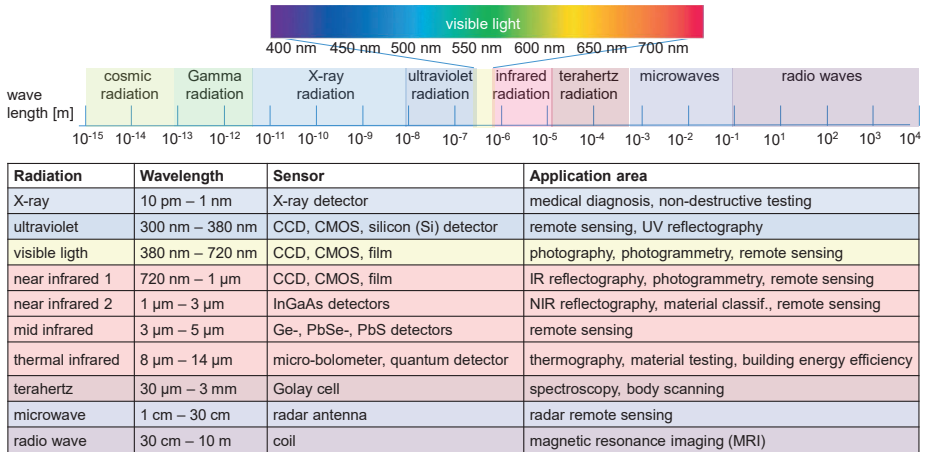 visible light
400 nm 450 nm 500 nm 550 nm 600 nm 650 nm 700 nm
cosmic Gamma X-ray ultraviolet infrared terahertz microwaves radio waves
radiation radiation radiation radiation radiation radiation
wave
length [m]
10-15 10-14 10-13 10-12 10-11 10-10 10-9 10-8 10-7 10-6 10-5 10-4 10-3 10-2 10-1 101 102 103 104
Radiation Wavelength Sensor Application area
X-ray 10 pm – 1 nm X-ray detector medical diagnosis, non-destructive testing
ultraviolet 300 nm – 380 nm CCD, CMOS, silicon (Si) detector remote sensing, UV reflectography
visible ligth 380 nm – 720 nm CCD, CMOS, film photography, photogrammetry, remote sensing
near infrared 1 720 nm – 1 µm CCD, CMOS, film IR reflectography, photogrammetry, remote sensing
near infrared 2 1 µm – 3 µm InGaAs detectors NIR reflectography, material classif., remote sensing
mid infrared 3 µm – 5 µm Ge-, PbSe-, PbS detectors remote sensing
thermal infrared 8 µm – 14 µm micro-bolometer, quantum detector thermography, material testing, building energy efficiency
terahertz 30 µm – 3 mm Golay cell spectroscopy, body scanning
microwave 1 cm – 30 cm radar antenna radar remote sensing
radio wave 30 cm – 10 m coil magnetic resonance imaging (MRI)